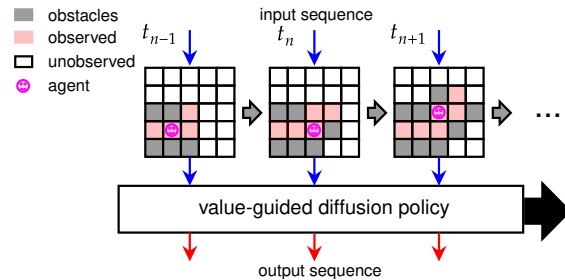 obstacles
observed
unobserved
agent
input sequence
t_{n−1}
t_n
t_{n+1}
...
value-guided diffusion policy
output sequence